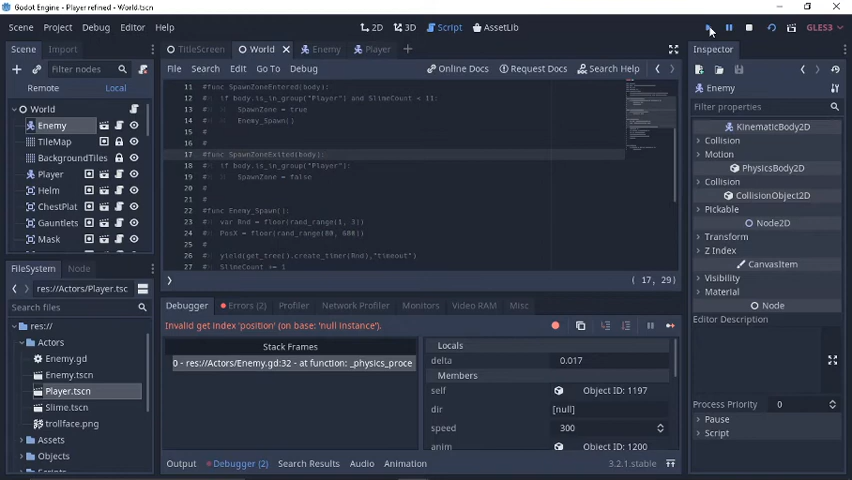 Godot Engine - Player refined - World.tscn
Scene Project Debug Editor Help
2D 3D Script AssetLib
GLES3
Scene Import
TitleScreen World Enemy Player
Inspector
Filter nodes
File Search Edit Go To Debug
Online Docs Request Docs Search Help
Remote Local
Enemy
Filter properties
World
Enemy
TileMap
BackgroundTiles
Player
Helm
ChestPlat
Gauntlets
Mask
11 #func SpawnZoneEntered(body):
12 #› if body.is_in_group("Player") and SlimeCount < 11:
13 #› › SpawnZone = true
14 #› › Enemy_Spawn()
15 #
16 #
17 #func SpawnZoneExited(body):
18 #› if body.is_in_group("Player"):
19 #› › SpawnZone = false
20 #
21 #
22 #func Enemy_Spawn():
23 #› var Rnd = floor(rand_range(1, 3))
24 #› PosX = floor(rand_range(80, 600))
25 #
26 #› yield(get_tree().create_timer(Rnd),"timeout")
27 #› SlimeCount += 1
( 17, 29)
KinematicBody2D
Collision
Motion
PhysicsBody2D
Collision
CollisionObject2D
Pickable
Node2D
Transform
Z Index
CanvasItem
Visibility
Material
Node
Editor Description
Process Priority 0
Pause
Script
FileSystem Node
res://Actors/Player.tsc
Search files
res://
Actors
Enemy.gd
Enemy.tscn
Player.tscn
Slime.tscn
trollface.png
Assets
Objects
Debugger Errors (2) Profiler Network Profiler Monitors Video RAM Misc
Invalid get index 'position' (on base: 'null instance').
Stack Frames
0 - res://Actors/Enemy.gd:32 - at function: _physics_proce
Locals
delta 0.017
Members
self Object ID: 1197
dir [null]
speed 300
anim Object ID: 1200
Output Debugger (2) Search Results Audio Animation
3.2.1.stable